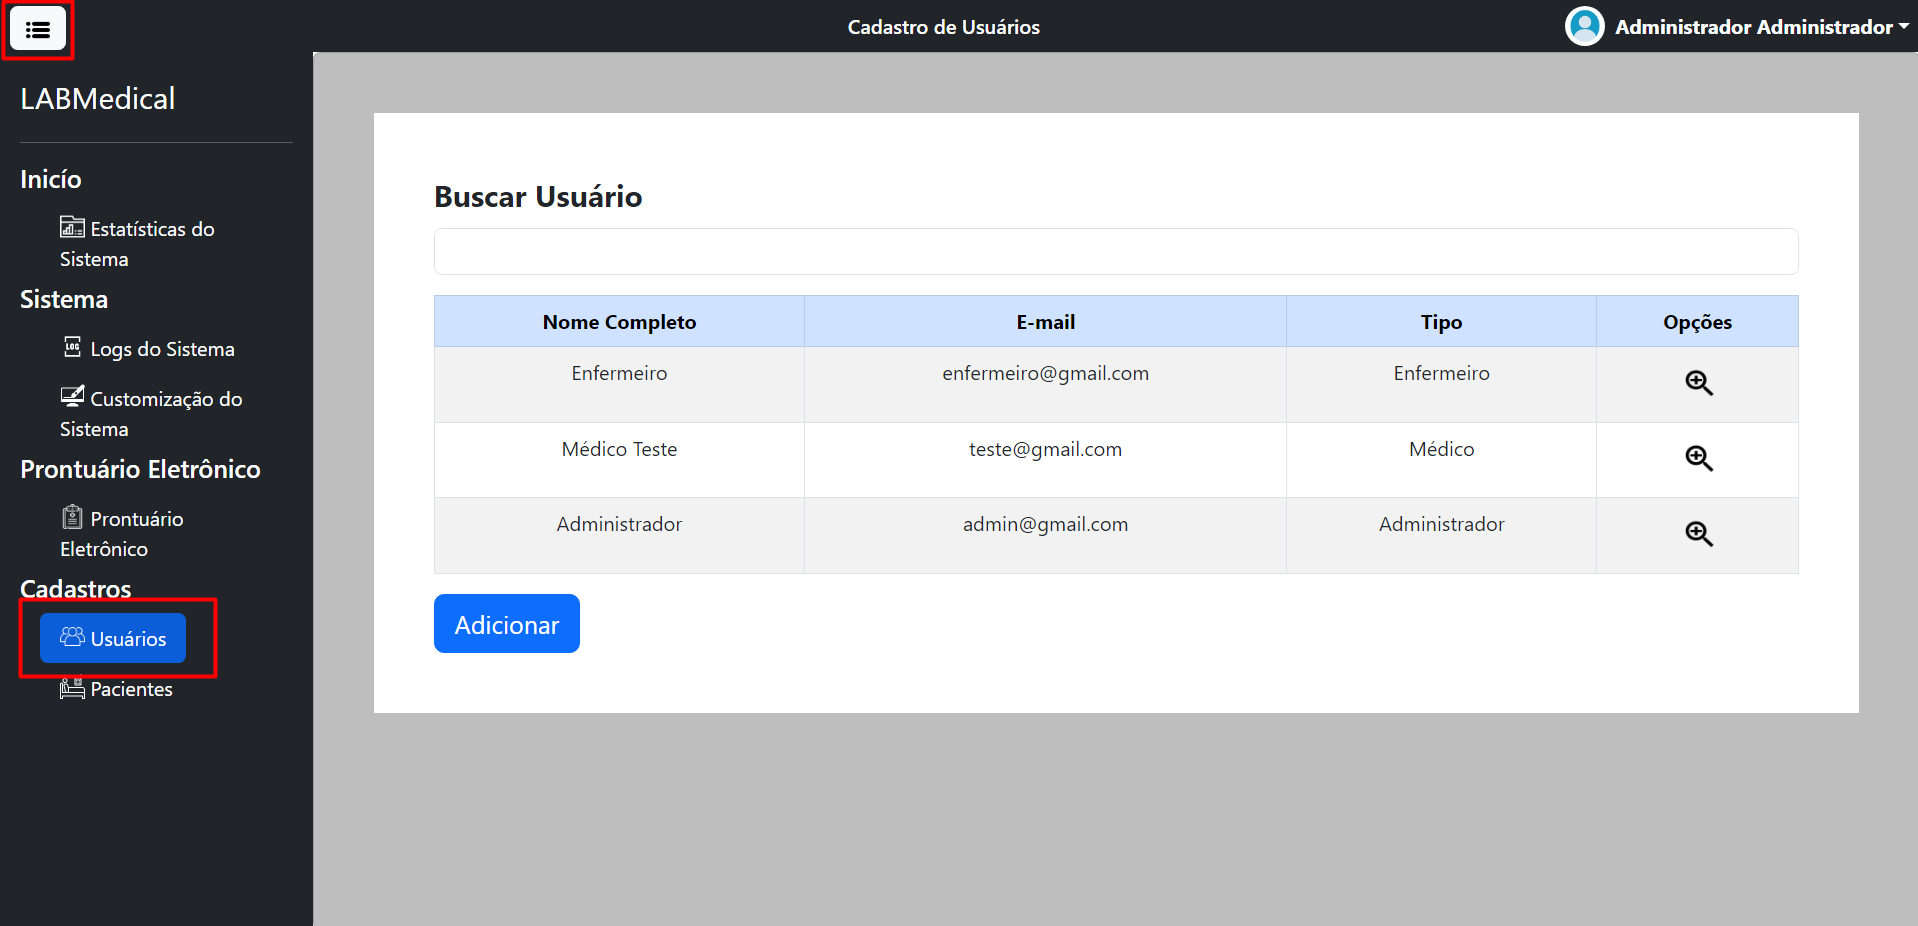 Cadastro de Usuários
Administrador Administrador
LABMedical
Inicío
Estatísticas do
Sistema
Sistema
LOG Logs do Sistema
Customização do
Sistema
Prontuário Eletrônico
Prontuário
Eletrônico
Cadastros
Usuários
Pacientes
Buscar Usuário
Nome Completo E-mail Tipo Opções
Enfermeiro enfermeiro@gmail.com Enfermeiro
Médico Teste teste@gmail.com Médico
Administrador admin@gmail.com Administrador
Adicionar